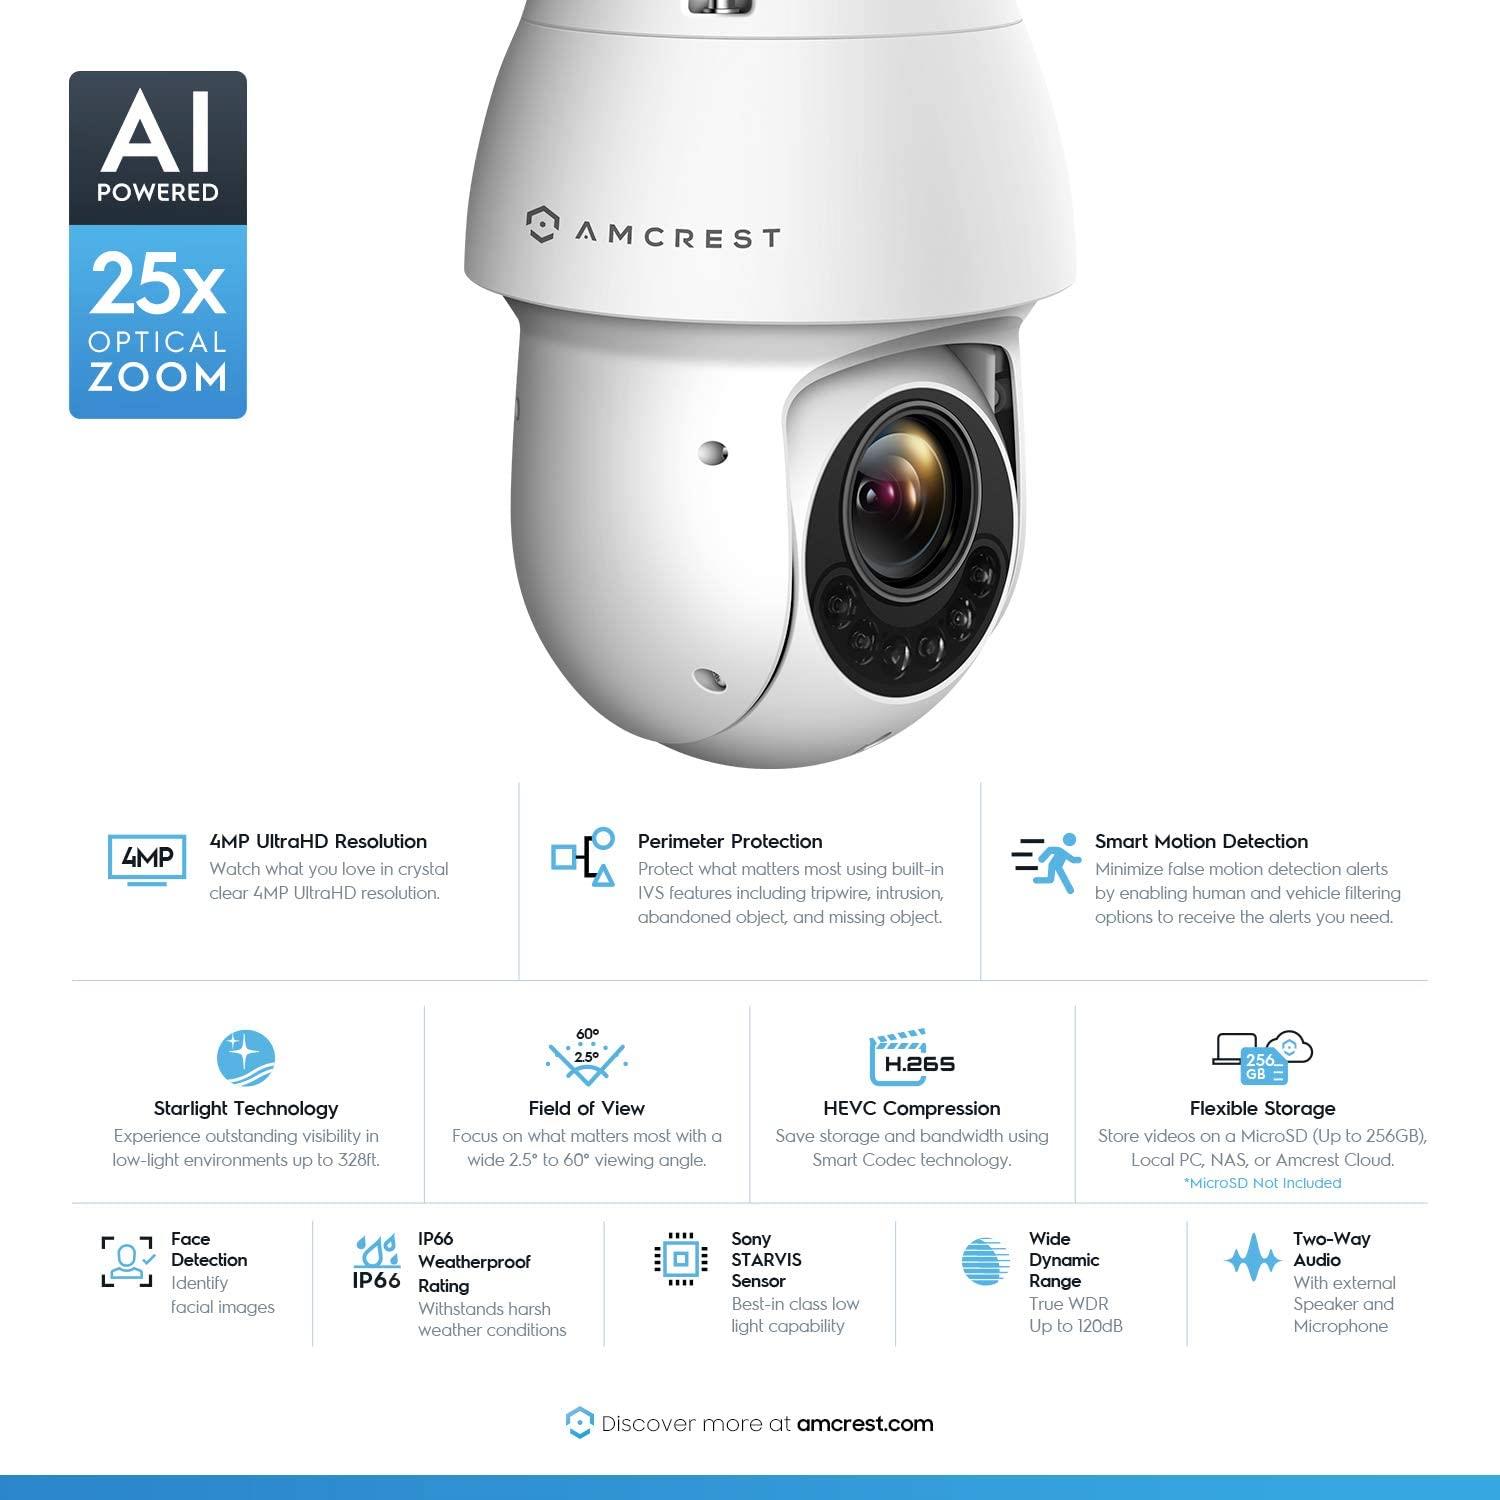 AI
POWERED
25x
OPTICAL
ZOOM
AMCREST
4MP
4MP UltraHD Resolution
Watch what you love in crystal
clear 4MP UltraHD resolution.
Perimeter Protection
Protect what matters most using built-in
IVS features including tripwire, intrusion,
abandoned object, and missing object.
Smart Motion Detection
Minimize false motion detection alerts
by enabling human and vehicle filtering
options to receive the alerts you need.
Starlight Technology
Experience outstanding visibility in
low-light environments up to 328ft.
60°
2.5°
Field of View
Focus on what matters most with a
wide 2.5° to 60° viewing angle.
H.265
HEVC Compression
Save storage and bandwidth using
Smart Codec technology.
256
GB
Flexible Storage
Store videos on a MicroSD (Up to 256GB),
Local PC, NAS, or Amcrest Cloud.
*MicroSD Not Included
Face
Detection
Identify
facial images
IP66
IP66
Weatherproof
Rating
Withstands harsh
weather conditions
Sony
STARVIS
Sensor
Best-in class low
light capability
Wide
Dynamic
Range
True WDR
Up to 120dB
Two-Way
Audio
With external
Speaker and
Microphone
Discover more at amcrest.com